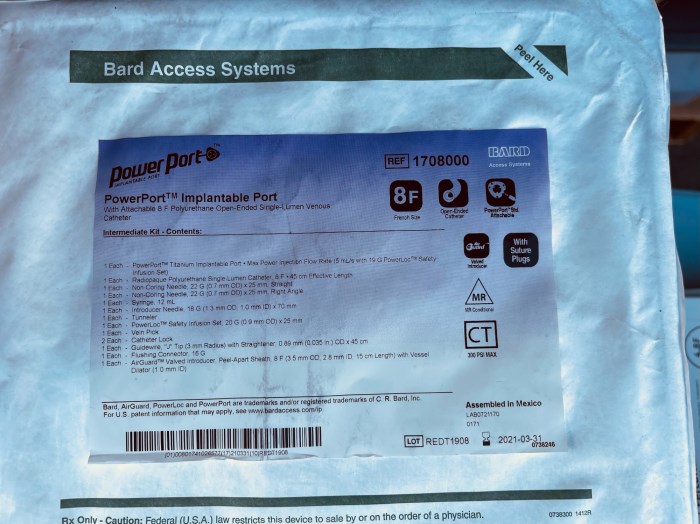 Bard Access Systems
Peel Here
PowerPort
IMPLANTABLE PORT
REF 1708000
BARD
Access Systems
PowerPort™ Implantable Port
With Attachable 8 F Polyurethane Open-Ended Single-Lumen Venous
Catheter
8F
French Size
Open-Ended
Catheter
PowerPort™
Attachable
Intermediate Kit - Contents:
AirGuard
Valved
Introducer
With
Suture
Plugs
1 Each - PowerPort™ Titanium Implantable Port • Max Power Injection Flow Rate (5 mL/s with 19 G PowerLoc™ Safety
Infusion Set)
1 Each - Radiopaque Polyurethane Single Lumen Catheter, 8 F • 45 cm Effective Length
1 Each - Non-Coring Needle, 22 G (0.7 mm OD) x 25 mm, Straight
1 Each - Non-Coring Needle, 22 G (0.7 mm OD) x 25 mm, Right Angle
1 Each - Syringe, 12 mL
1 Each - Introducer Needle, 18 G (1.3 mm OD, 1.0 mm ID) x 70 mm
1 Each - Tunneler
1 Each - PowerLoc™ Safety Infusion Set, 20 G (0.9 mm OD) x 25 mm
1 Each - Vein Pick
2 Each - Catheter Lock
1 Each - Guidewire, "J" Tip (3 mm Radius) with Straightener, 0.89 mm (0.035 in.) OD x 45 cm
1 Each - Flushing Connector, 16 G
1 Each - AirGuard™ Valved Introducer, Peel-Apart Sheath, 8 F (3.5 mm OD, 2.8 mm ID, 15 cm Length) with Vessel
Dilator (1.0 mm ID)
MR
MR Conditional
CT
300 PSI MAX
Bard, AirGuard, PowerLoc and PowerPort are trademarks and/or registered trademarks of C. R. Bard, Inc.
For U.S. patent information that may apply, see www.bardaccess.com/ip.
Assembled in Mexico
LAB0721170
0171
LOT REDT1908
2021-03-31
0738246
Rx Only - Caution: Federal (U.S.A.) law restricts this device to sale by or on the order of a physician.
0738300 1412R